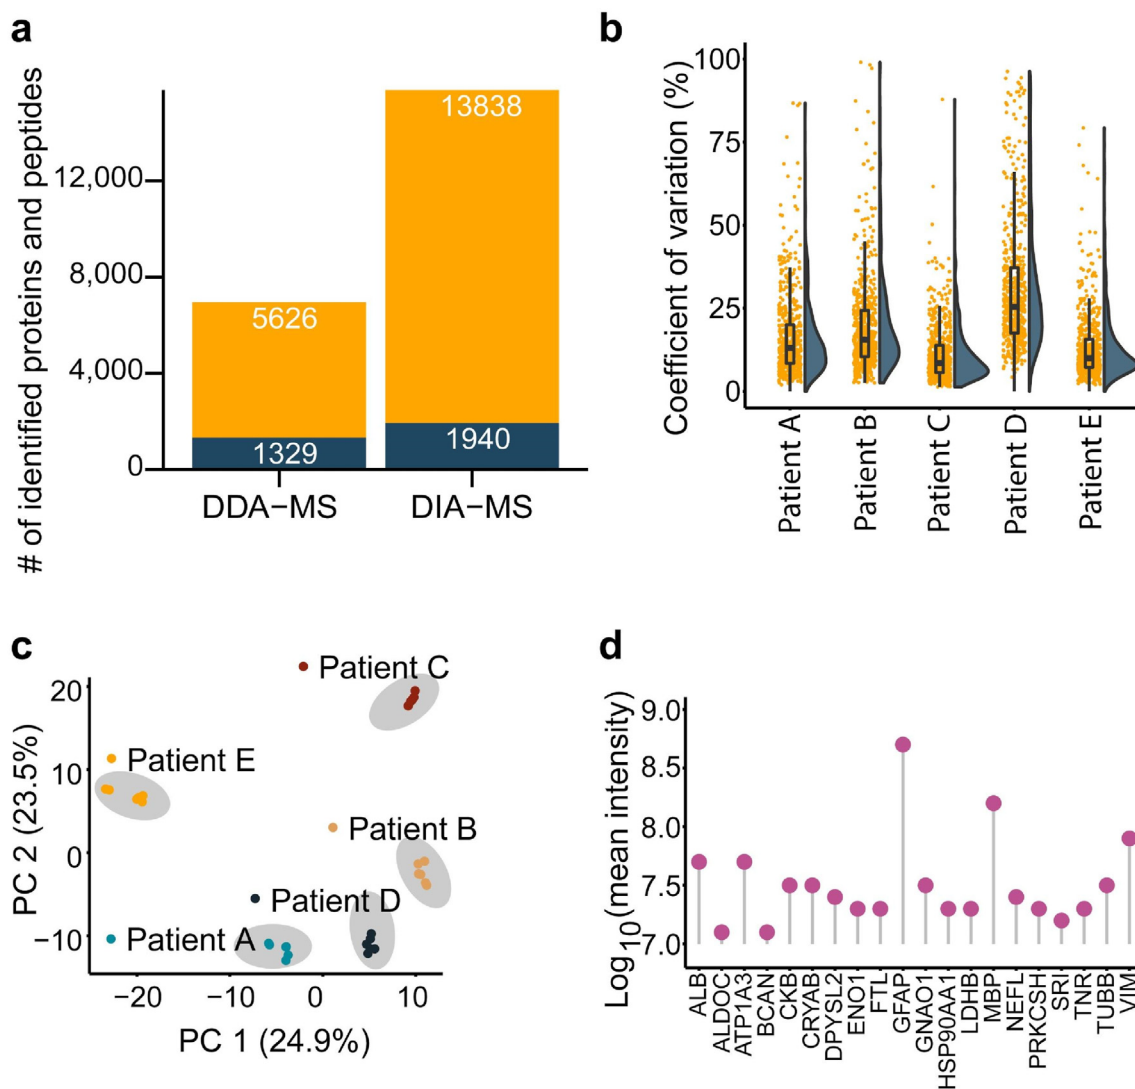 a
# of identified proteins and peptides
12,000
8,000
4,000
0
13838
5626
1329
1940
DDA−MS
DIA−MS
b
Coefficient of variation (%)
100
75
50
25
0
Patient A
Patient B
Patient C
Patient D
Patient E
c
PC 2 (23.5%)
20
10
0
−10
Patient C
Patient E
Patient B
Patient D
Patient A
−20
−10
0
10
PC 1 (24.9%)
d
Log10(mean intensity)
9.0
8.5
8.0
7.5
7.0
ALB
ALDOC
ATP1A3
BCAN
CKB
CRYAB
DPYSL2
ENO1
FTL
GFAP
GNAO1
HSP90AA1
LDHB
MBP
NEFL
PRKCSH
SRI
TNR
TUBB
VIM